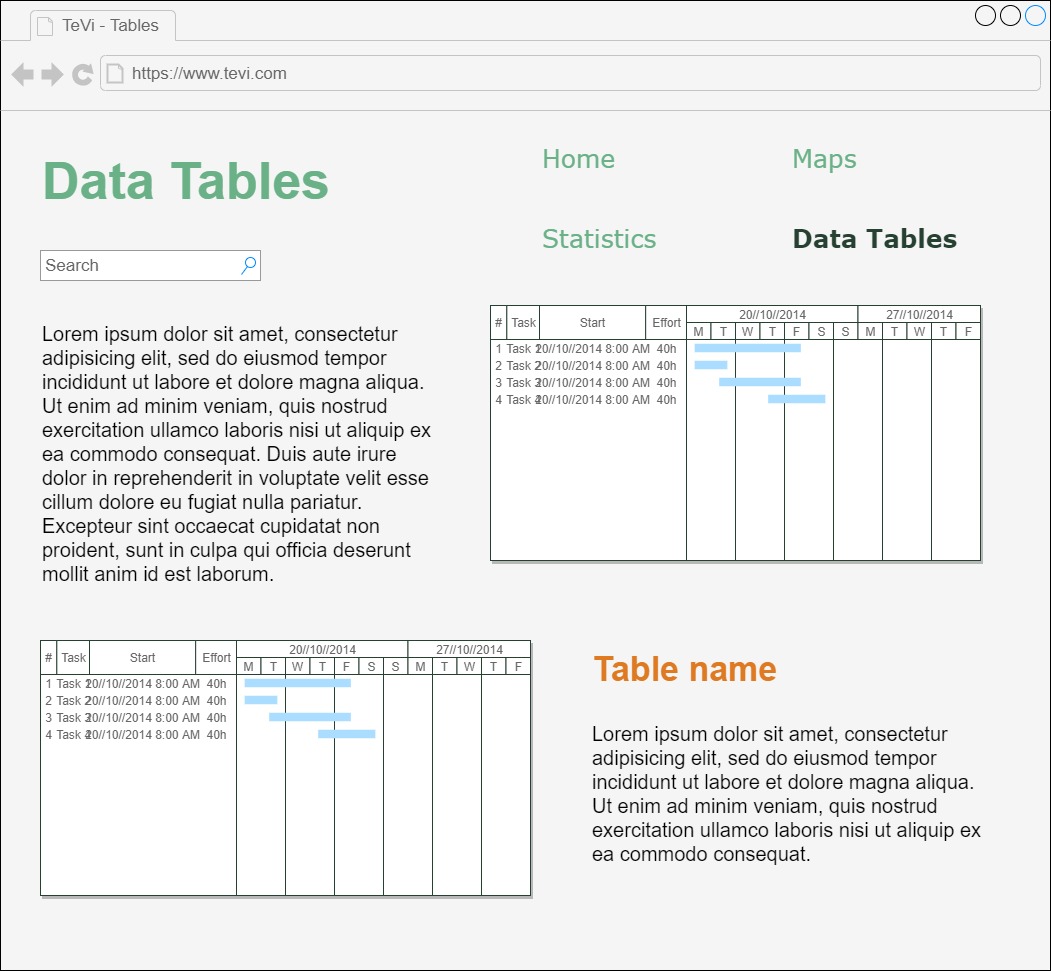 TeVi - Tables
https://www.tevi.com
Data Tables
Home
Maps
Statistics
Data Tables
Search
Lorem ipsum dolor sit amet, consectetur
adipisicing elit, sed do eiusmod tempor
incididunt ut labore et dolore magna aliqua.
Ut enim ad minim veniam, quis nostrud
exercitation ullamco laboris nisi ut aliquip ex
ea commodo consequat. Duis aute irure
dolor in reprehenderit in voluptate velit esse
cillum dolore eu fugiat nulla pariatur.
Excepteur sint occaecat cupidatat non
proident, sunt in culpa qui officia deserunt
mollit anim id est laborum.
# Task Start Effort 20//10//2014 27//10//2014
M T W T F S S M T W T F
1 Task 1 20//10//2014 8:00 AM 40h
2 Task 2 20//10//2014 8:00 AM 40h
3 Task 3 20//10//2014 8:00 AM 40h
4 Task 4 20//10//2014 8:00 AM 40h
# Task Start Effort 20//10//2014 27//10//2014
M T W T F S S M T W T F
1 Task 1 20//10//2014 8:00 AM 40h
2 Task 2 20//10//2014 8:00 AM 40h
3 Task 3 20//10//2014 8:00 AM 40h
4 Task 4 20//10//2014 8:00 AM 40h
Table name
Lorem ipsum dolor sit amet, consectetur
adipisicing elit, sed do eiusmod tempor
incididunt ut labore et dolore magna aliqua.
Ut enim ad minim veniam, quis nostrud
exercitation ullamco laboris nisi ut aliquip ex
ea commodo consequat.